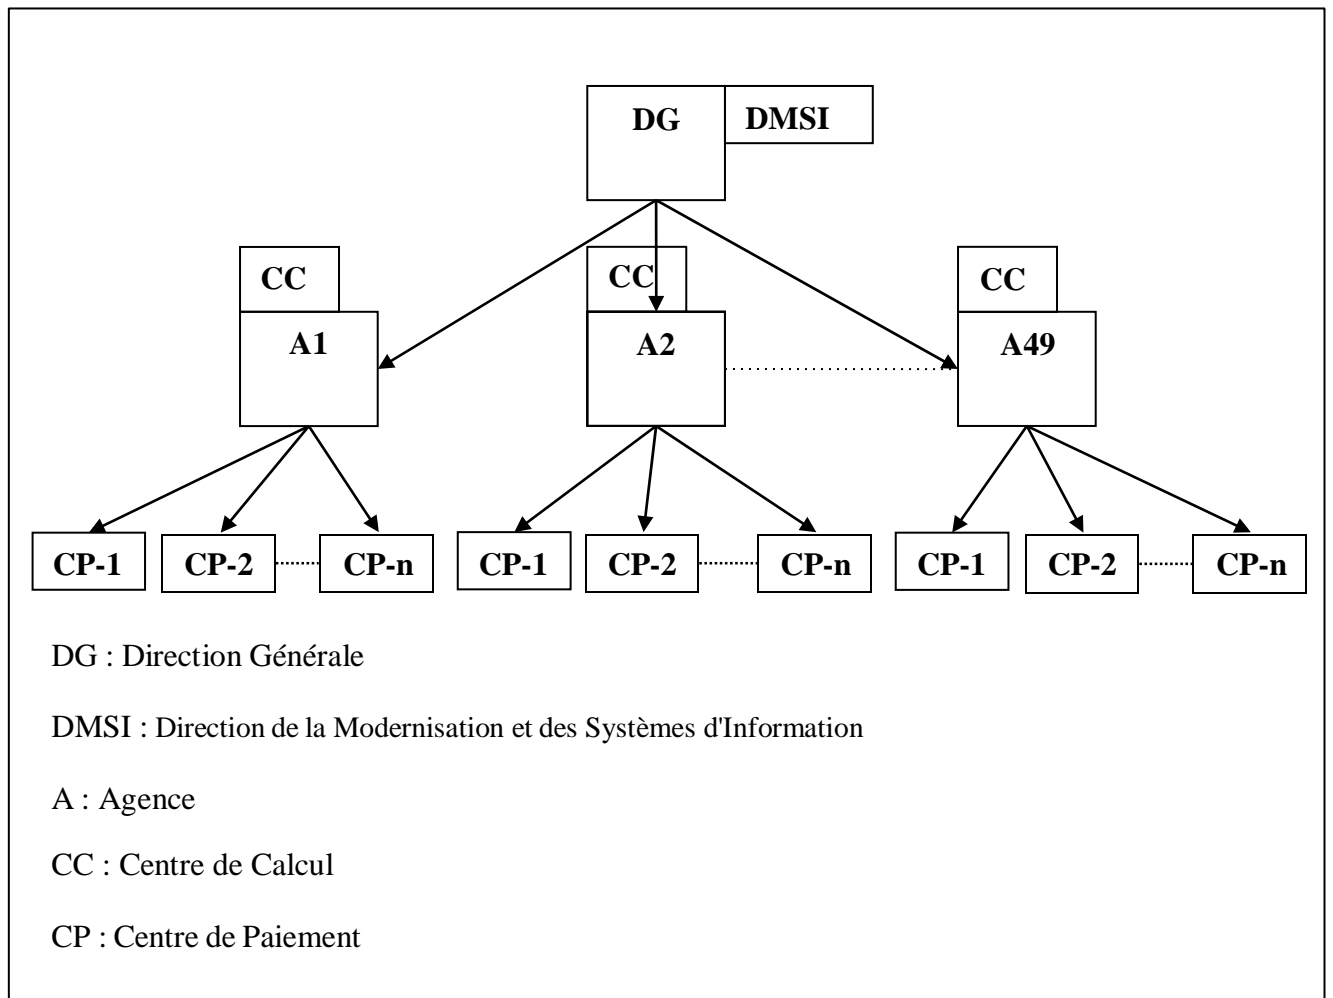 DG
DMSI
CC
CC
CC
A1
A2
A49
CP-1
CP-2
CP-n
CP-1
CP-2
CP-n
CP-1
CP-2
CP-n
DG : Direction Générale
DMSI : Direction de la Modernisation et des Systèmes d'Information
A : Agence
CC : Centre de Calcul
CP : Centre de Paiement